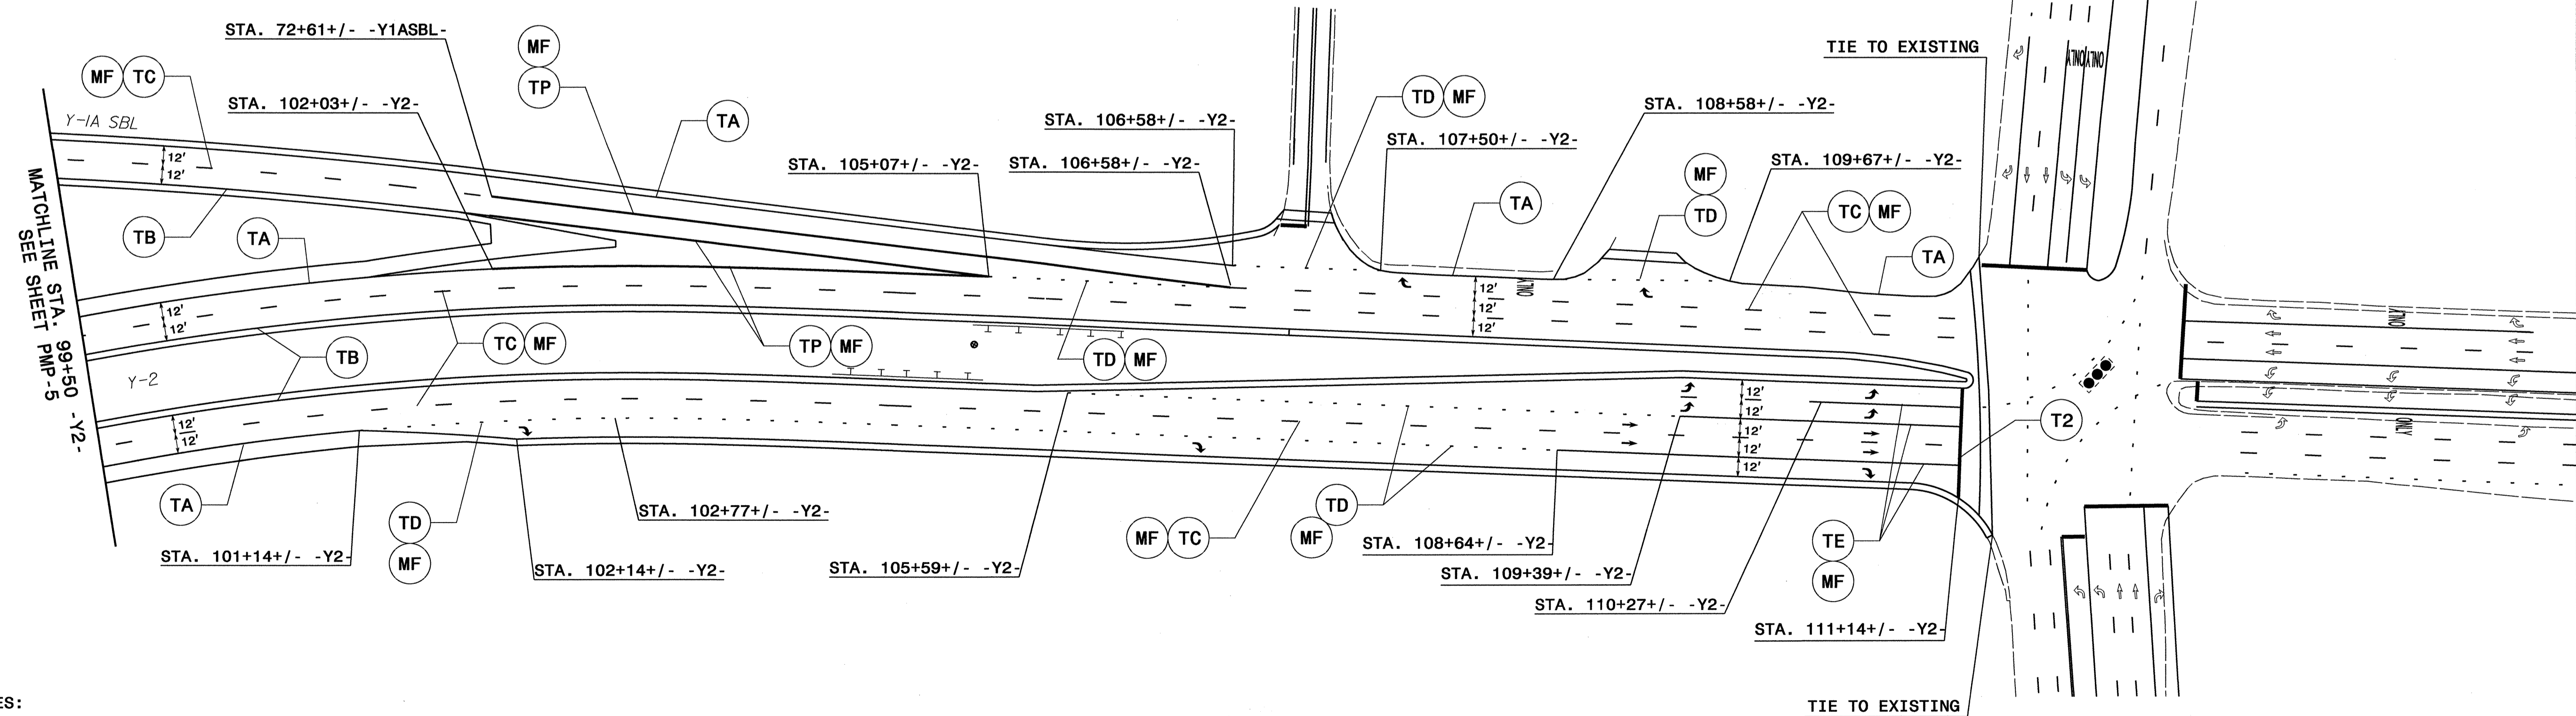 STA. 72+61+/- -Y1ASBL-
MF
TP
TIE TO EXISTING
ONLY
ONLY
MF TC
STA. 102+03+/- -Y2-
TA
TD MF
STA. 108+58+/- -Y2-
Y-1A SBL
STA. 106+58+/- -Y2-
STA. 107+50+/- -Y2-
12'
12'
STA. 105+07+/- -Y2-
STA. 106+58+/- -Y2-
MF
TD
STA. 109+67+/- -Y2-
TA
TC MF
TB
TA
TA
MATCHLINE STA. 99+50 -Y2-
SEE SHEET PMP-5
12'
12'
12'
12'
12'
ONLY
ONLY
TB
TC MF
TP MF
TD MF
Y-2
12'
12'
12'
12'
12'
12'
12'
T2
ONLY
TA
TD
MF
STA. 102+77+/- -Y2-
TD
MF
MF TC
TE
MF
STA. 101+14+/- -Y2-
STA. 102+14+/- -Y2-
STA. 105+59+/- -Y2-
STA. 108+64+/- -Y2-
STA. 109+39+/- -Y2-
STA. 110+27+/- -Y2-
STA. 111+14+/- -Y2-
ES:
TIE TO EXISTING